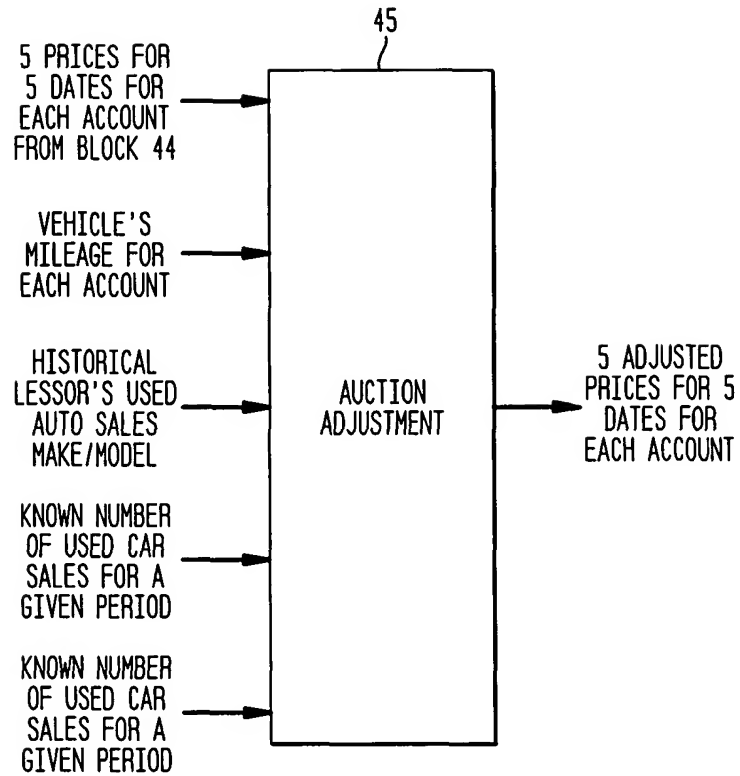 45
5 PRICES FOR
5 DATES FOR
EACH ACCOUNT
FROM BLOCK 44
VEHICLE'S
MILEAGE FOR
EACH ACCOUNT
HISTORICAL
LESSOR'S USED
AUTO SALES
MAKE/MODEL
KNOWN NUMBER
OF USED CAR
SALES FOR A
GIVEN PERIOD
KNOWN NUMBER
OF USED CAR
SALES FOR A
GIVEN PERIOD
AUCTION
ADJUSTMENT
5 ADJUSTED
PRICES FOR 5
DATES FOR
EACH ACCOUNT